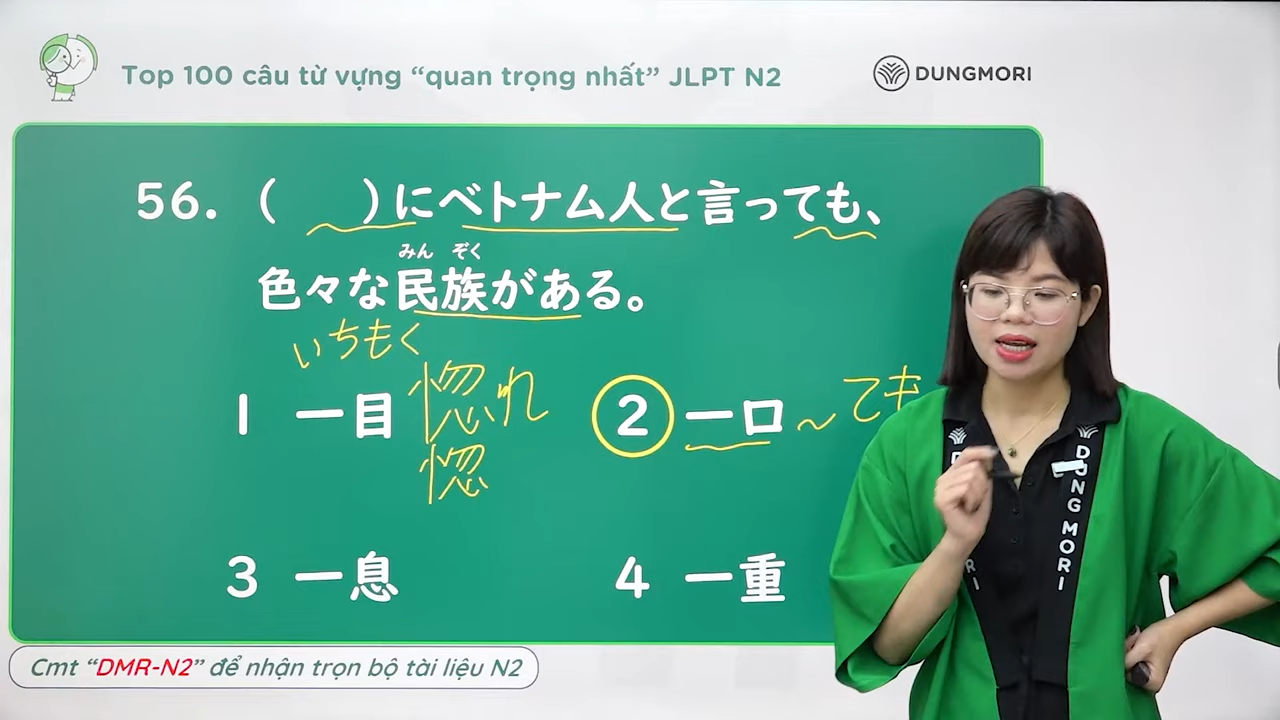 Top 100 câu từ vựng “quan trọng nhất” JLPT N2
DUNGMORI
56. (　　)にベトナム人と言っても、
みん ぞく
色々な民族がある。
いちもく
1 一目 惚れ
惚
2 一口 ～ても
3 一息
4 一重
Cmt “DMR-N2” để nhận trọn bộ tài liệu N2
DUNG MORI
RI